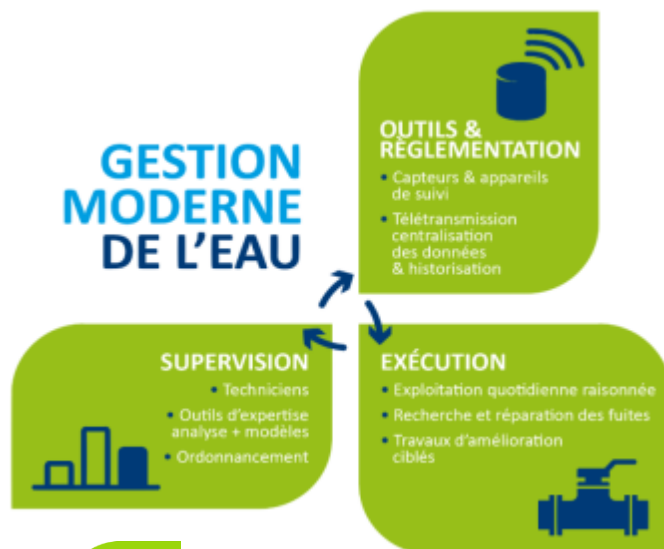 GESTION
MODERNE
DE L'EAU
OUTILS &
RÈGLEMENTATION
• Capteurs & appareils
de suivi
• Télétransmission
centralisation
des données
& historisation
SUPERVISION
• Techniciens
• Outils d'expertise
analyse + modèles
• Ordonnancement
EXÉCUTION
• Exploitation quotidienne raisonnée
• Recherche et réparation des fuites
• Travaux d'amélioration
ciblés